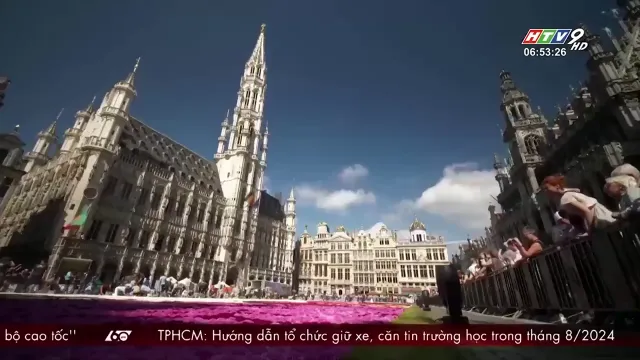 HTV9
HD
06:53:26
bộ cao tốc" 60 TPHCM: Hướng dẫn tổ chức giữ xe, căn tin trường học trong tháng 8/2024